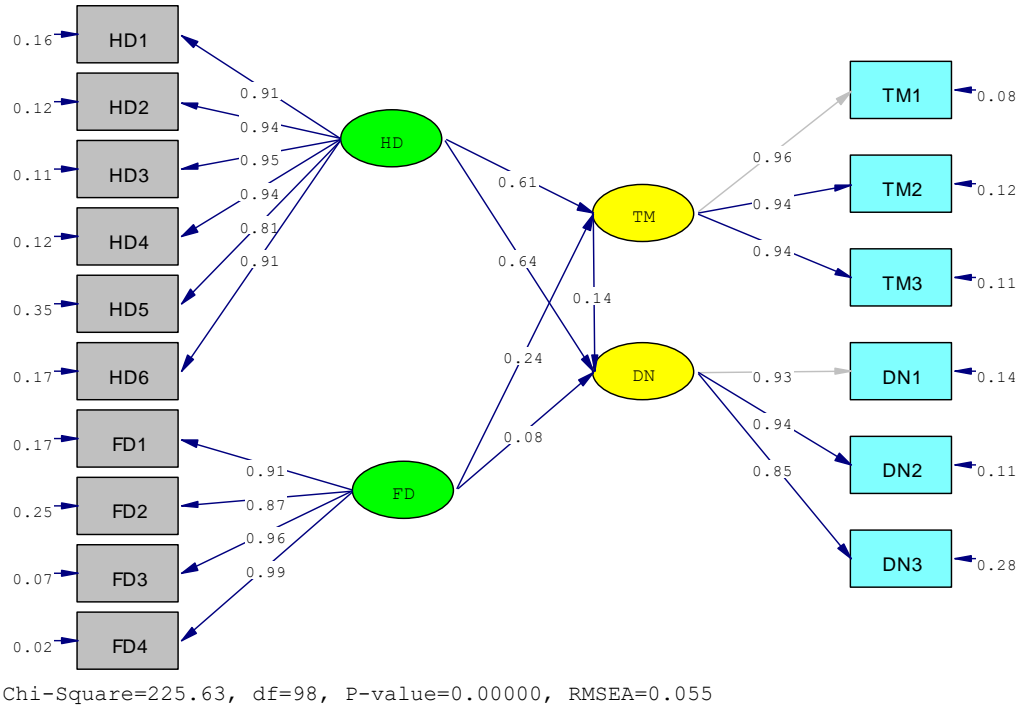 0.16
HD1
0.12
HD2
0.11
HD3
0.12
HD4
0.35
HD5
0.17
HD6
0.17
FD1
0.25
FD2
0.07
FD3
0.02
FD4
0.91
0.94
0.95
0.94
0.81
0.91
0.91
0.87
0.96
0.99
HD
FD
0.61
0.64
0.14
0.24
0.08
TM
DN
0.96
0.94
0.94
0.93
0.94
0.85
TM1
0.08
TM2
0.12
TM3
0.11
DN1
0.14
DN2
0.11
DN3
0.28
Chi-Square=225.63, df=98, P-value=0.00000, RMSEA=0.055